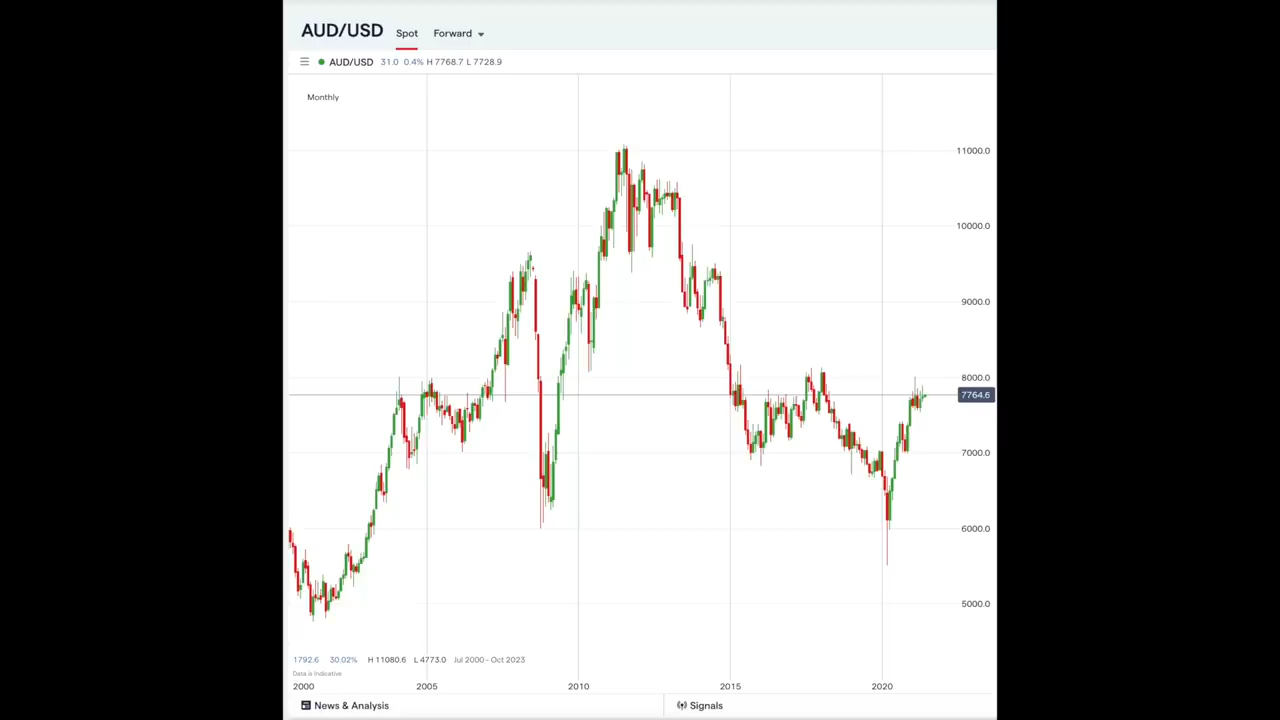 AUD/USD Spot Forward
AUD/USD 31.0 0.4% H 7768.7 L 7728.9
Monthly
11000.0
10000.0
9000.0
8000.0
7764.6
7000.0
6000.0
5000.0
1792.6 30.02% H 11080.6 L 4773.0 Jul 2000 - Oct 2023
Data is Indicative
2000 2005 2010 2015 2020
News & Analysis Signals